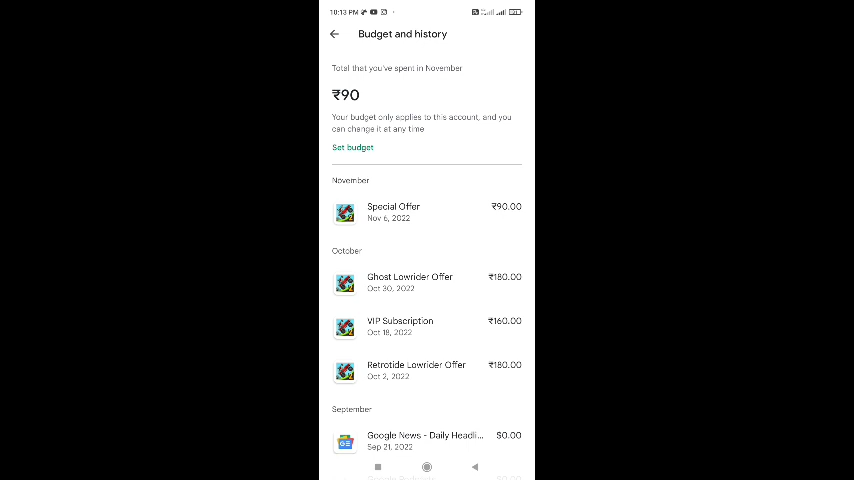 10:13 PM
Budget and history
Total that you've spent in November
₹90
Your budget only applies to this account, and you
can change it at any time
Set budget
November
Special Offer ₹90.00
Nov 6, 2022
October
Ghost Lowrider Offer ₹180.00
Oct 30, 2022
VIP Subscription ₹160.00
Oct 18, 2022
Retrotide Lowrider Offer ₹180.00
Oct 2, 2022
September
Google News - Daily Headli... $0.00
Sep 21, 2022